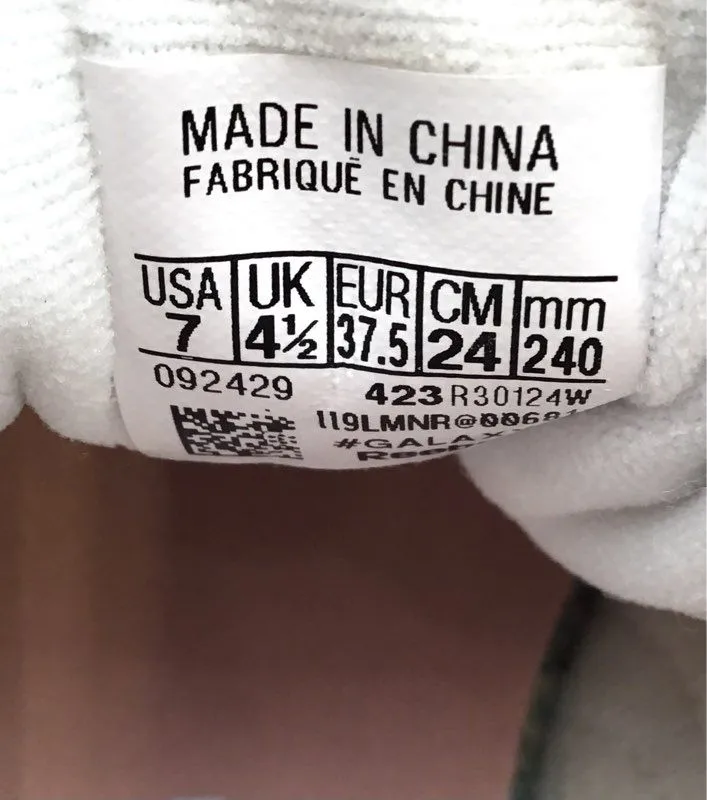 MADE IN CHINA
FABRIQUÉ EN CHINE
USA UK EUR CM mm
7 4½ 37.5 24 240
092429 423 R30124W
#GALAX